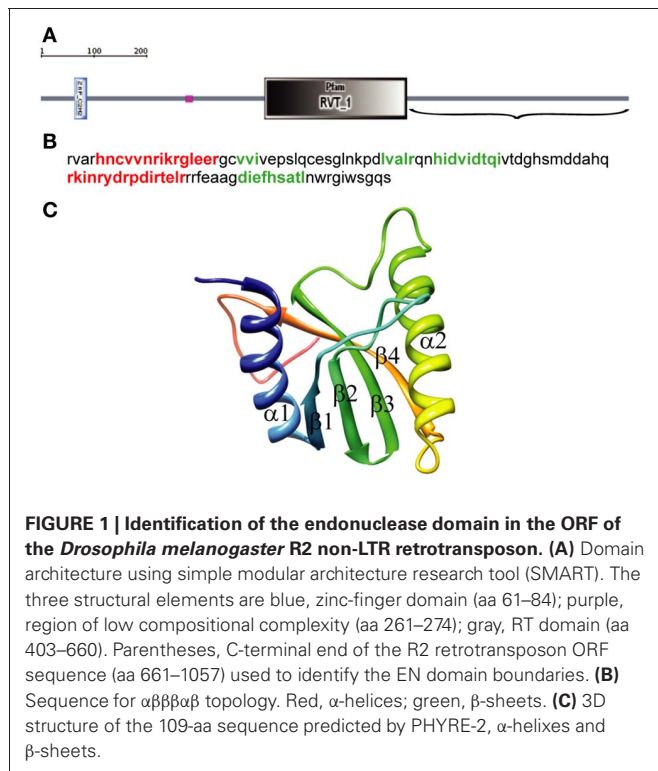 A
1 100 200
ZnF_C2H2
Pfam
RVT_1
B
rvarhncvvnrikrgleergcvvivepslqcesglnkpdlvalrqnhidvidtqivtdghsmddahq
rkinrydrpdirtelrrrfeaagdiefhsatlnwrgiwsgqs
C
α1 β1 β2 β3 β4 α2
FIGURE 1 | Identification of the endonuclease domain in the ORF of
the Drosophila melanogaster R2 non-LTR retrotransposon. (A) Domain
architecture using simple modular architecture research tool (SMART). The
three structural elements are blue, zinc-finger domain (aa 61–84); purple,
region of low compositional complexity (aa 261–274); gray, RT domain (aa
403–660). Parentheses, C-terminal end of the R2 retrotransposon ORF
sequence (aa 661–1057) used to identify the EN domain boundaries. (B)
Sequence for αβββαβ topology. Red, α-helices; green, β-sheets. (C) 3D
structure of the 109-aa sequence predicted by PHYRE-2, α-helixes and
β-sheets.